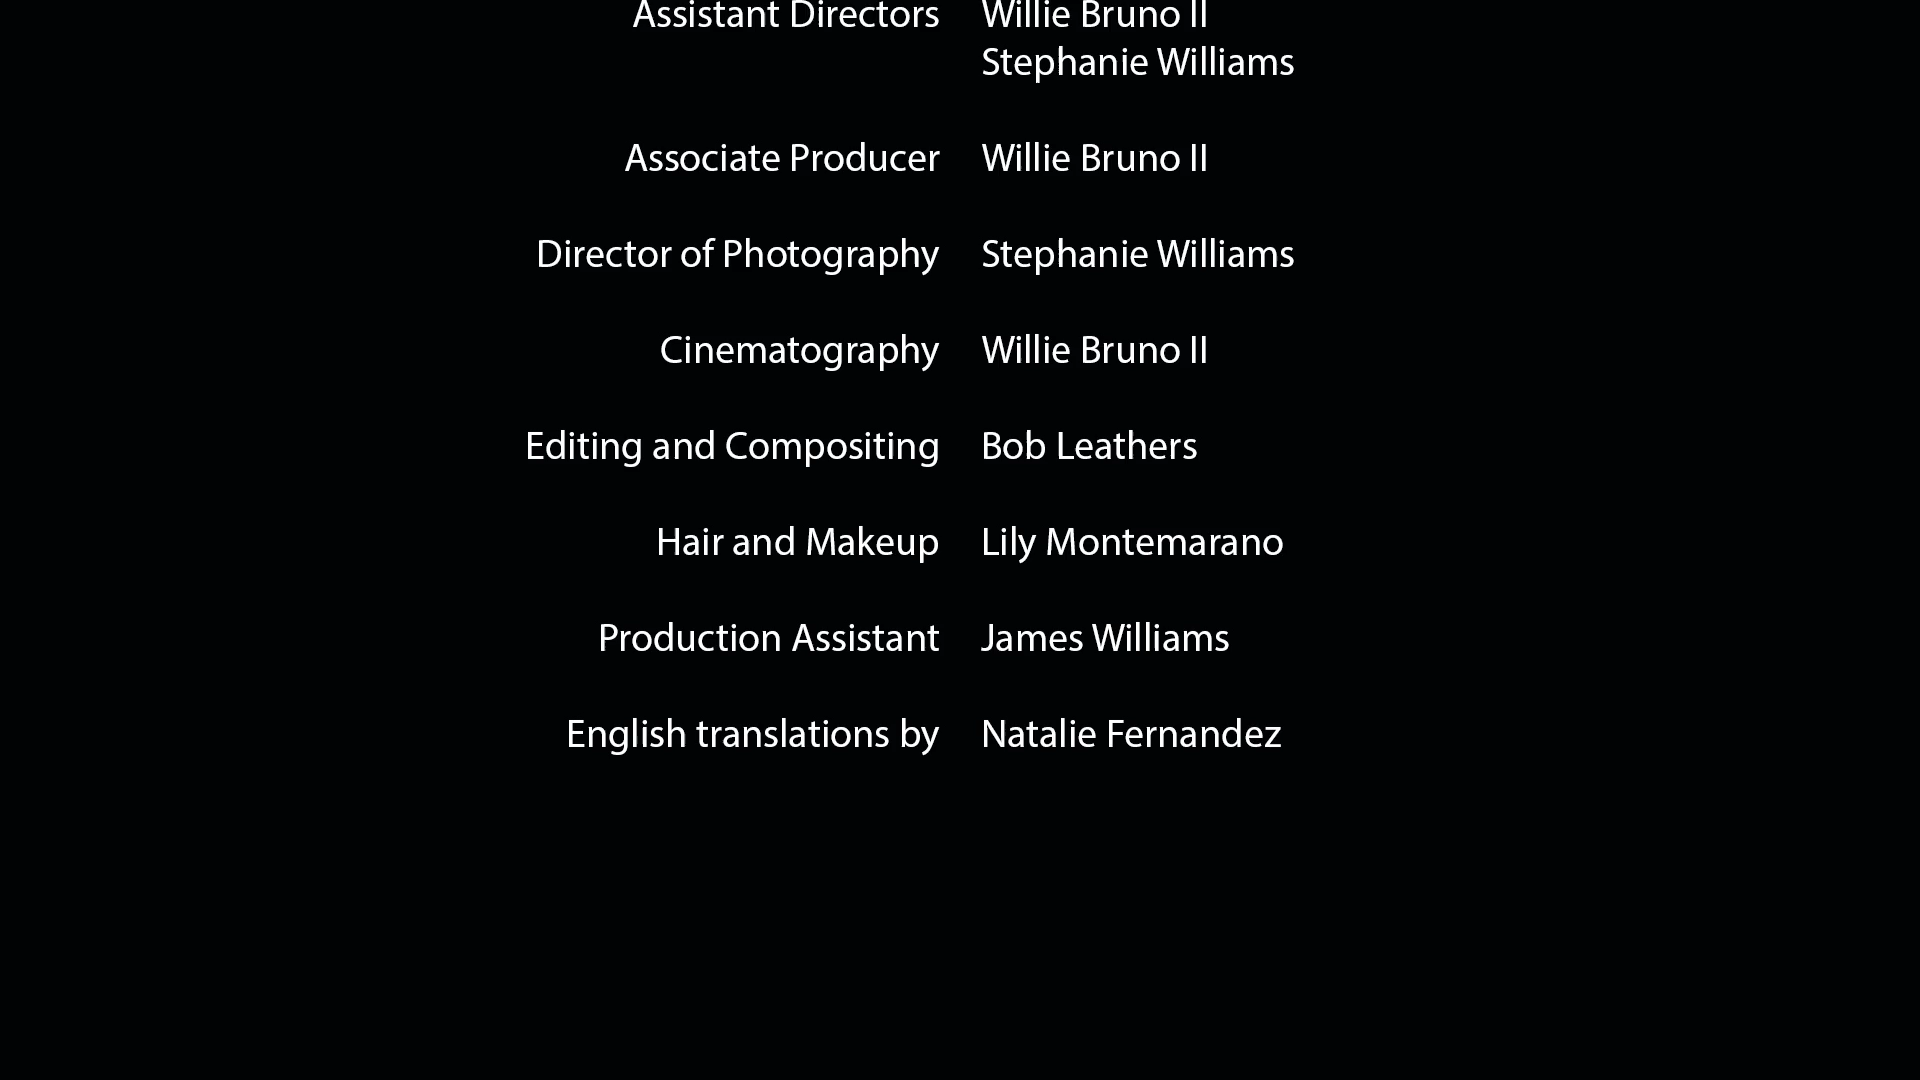 Assistant Directors Willie Bruno II
Stephanie Williams
Associate Producer Willie Bruno II
Director of Photography Stephanie Williams
Cinematography Willie Bruno II
Editing and Compositing Bob Leathers
Hair and Makeup Lily Montemarano
Production Assistant James Williams
English translations by Natalie Fernandez